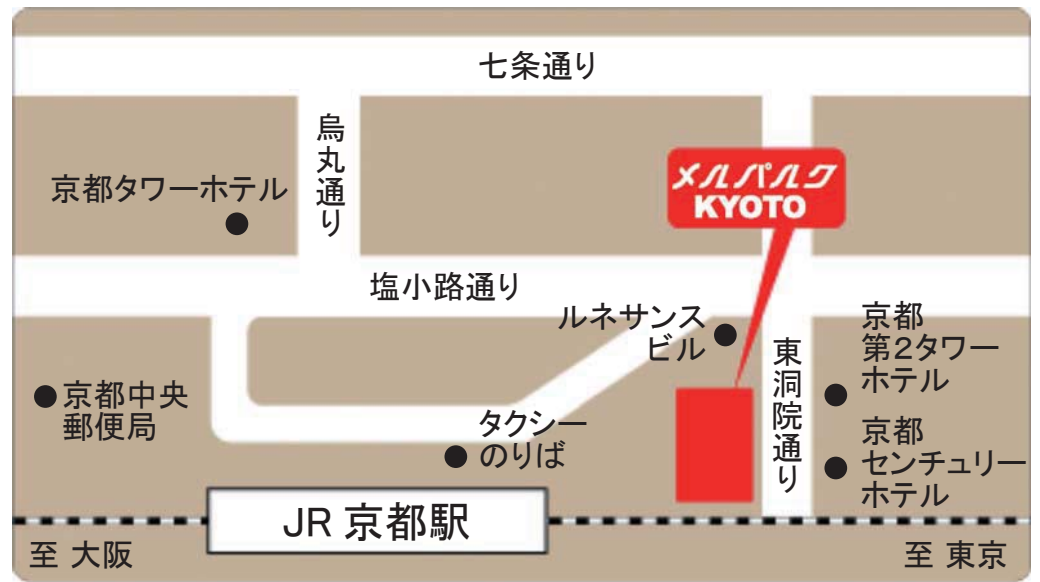 七条通り
烏丸通り
京都タワーホテル
メルパルク
KYOTO
塩小路通り
ルネサンス
ビル
東洞院通り
京都
第2タワー
ホテル
京都中央
郵便局
タクシー
のりば
京都
センチュリー
ホテル
JR 京都駅
至 大阪
至 東京